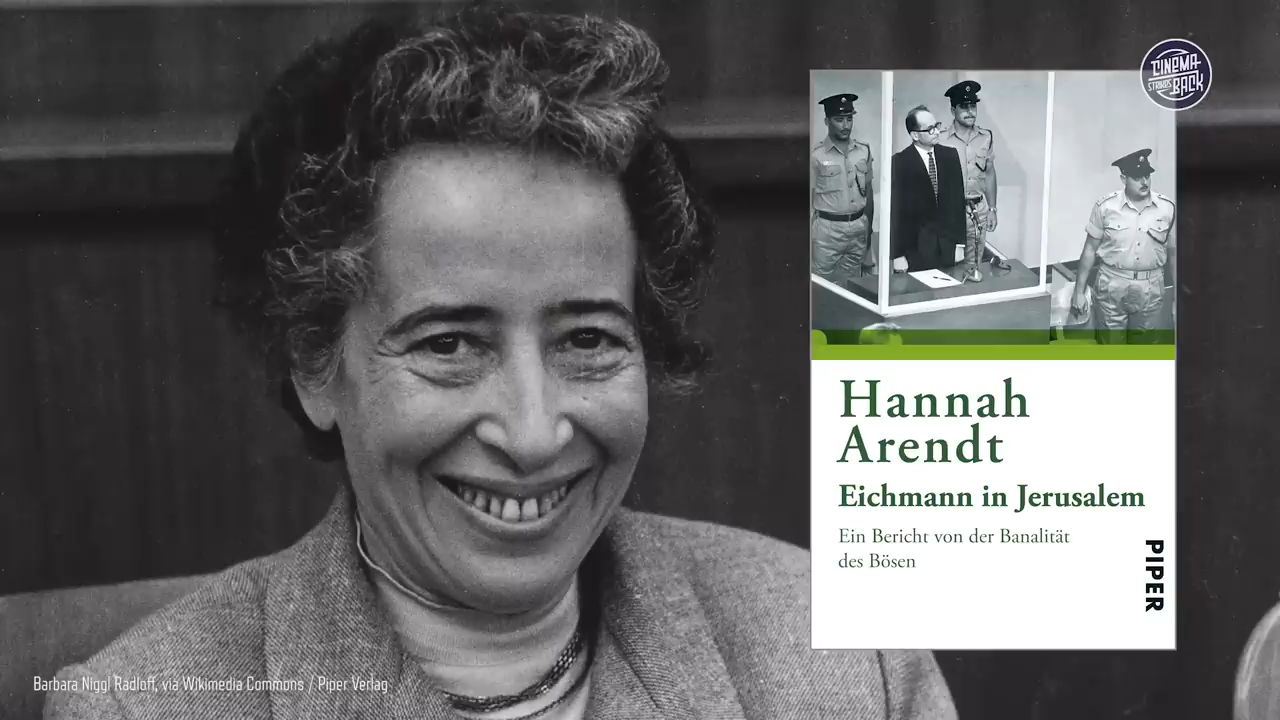 CINEMA
STRIKES
BACK
Hannah
Arendt
Eichmann in Jerusalem
Ein Bericht von der Banalität
des Bösen
PIPER
Barbara Niggl Radloff, via Wikimedia Commons / Piper Verlag